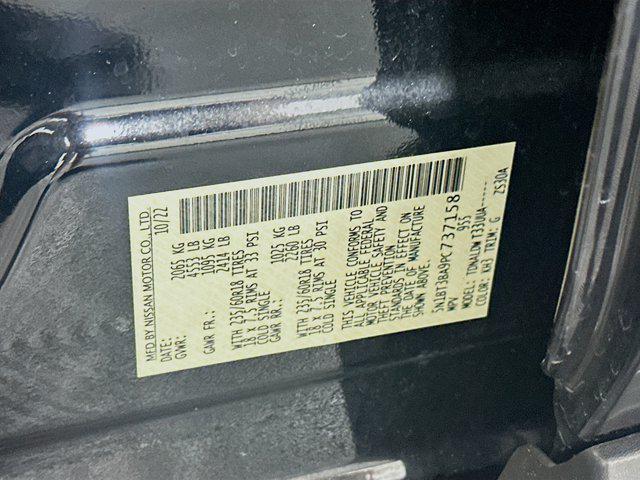 MFD BY NISSAN MOTOR CO., LTD.
DATE: 10/22
GVWR: 2065 KG
4553 LB
GAWR FR.: 1095 KG
2414 LB
WITH 235/60R18 TIRES
18 X 7.5 RIMS AT 33 PSI
COLD SINGLE
GAWR RR.: 1025 KG
2260 LB
WITH 235/60R18 TIRES
18 X 7.5 RIMS AT 30 PSI
COLD SINGLE
THIS VEHICLE CONFORMS TO
ALL APPLICABLE FEDERAL
MOTOR VEHICLE SAFETY AND
THEFT PREVENTION
STANDARDS IN EFFECT ON
THE DATE OF MANUFACTURE
SHOWN ABOVE.
5N1BT3BA9PC737158
MPV 955
MODEL:
COLOR: KH3 TRIM: G ZS30A